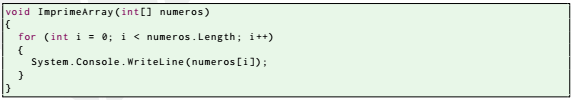 void ImprimeArray(int[] numeros)
{
  for (int i = 0; i < numeros.Length; i++)
  {
    System.Console.WriteLine(numeros[i]);
  }
}